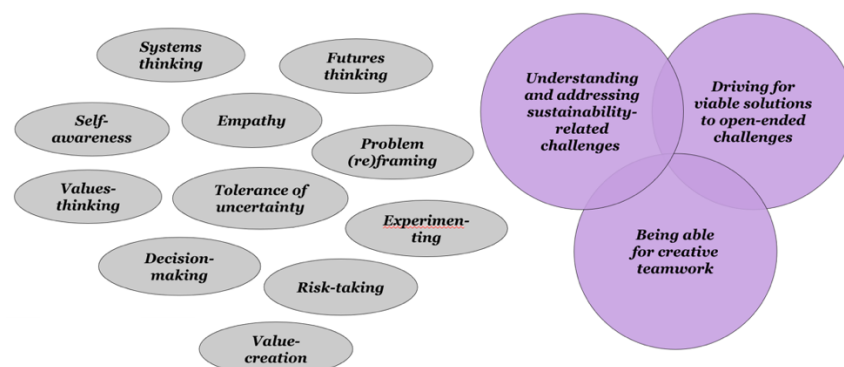 Systems
thinking
Futures
thinking
Self-
awareness
Empathy
Problem
(re)framing
Values-
thinking
Tolerance of
uncertainty
Experimen-
ting
Decision-
making
Risk-taking
Value-
creation
Understanding
and addressing
sustainability-
related
challenges
Driving for
viable solutions
to open-ended
challenges
Being able
for creative
teamwork